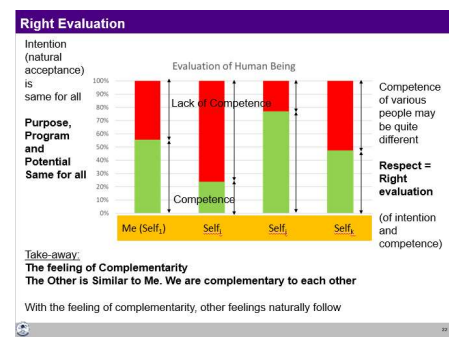 Right Evaluation
Intention
(natural
acceptance)
is
same for all
Purpose,
Program
and
Potential
Same for all
Evaluation of Human Being
100%
90%
80%
70%
60%
50%
40%
30%
20%
10%
0%
Lack of Competence
Competence
Me (Self1)
Selfi
Selfj
Selfk
Competence
of various
people may
be quite
different
Respect =
Right
evaluation
(of intention
and
competence)
Take-away:
The feeling of Complementarity
The Other is Similar to Me. We are complementary to each other
With the feeling of complementarity, other feelings naturally follow